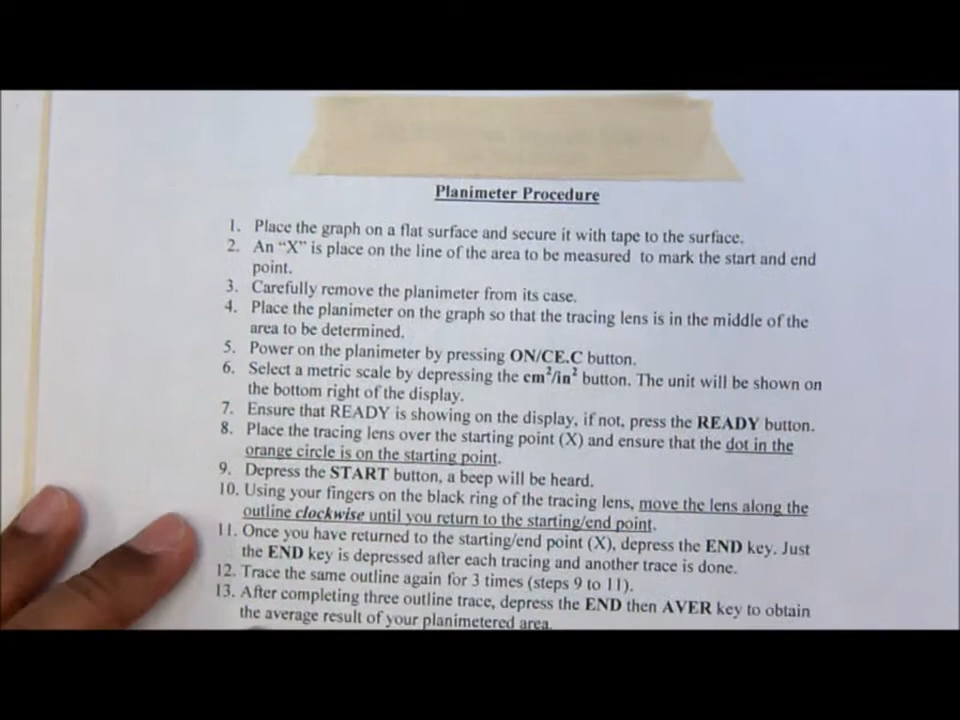 Planimeter Procedure
1. Place the graph on a flat surface and secure it with tape to the surface.
2. An “X” is place on the line of the area to be measured to mark the start and end
point.
3. Carefully remove the planimeter from its case.
4. Place the planimeter on the graph so that the tracing lens is in the middle of the
area to be determined.
5. Power on the planimeter by pressing ON/CE.C button.
6. Select a metric scale by depressing the cm²/in² button. The unit will be shown on
the bottom right of the display.
7. Ensure that READY is showing on the display, if not, press the READY button.
8. Place the tracing lens over the starting point (X) and ensure that the dot in the
orange circle is on the starting point.
9. Depress the START button, a beep will be heard.
10. Using your fingers on the black ring of the tracing lens, move the lens along the
outline clockwise until you return to the starting/end point.
11. Once you have returned to the starting/end point (X), depress the END key. Just
the END key is depressed after each tracing and another trace is done.
12. Trace the same outline again for 3 times (steps 9 to 11).
13. After completing three outline trace, depress the END then AVER key to obtain
the average result of your planimetered area.